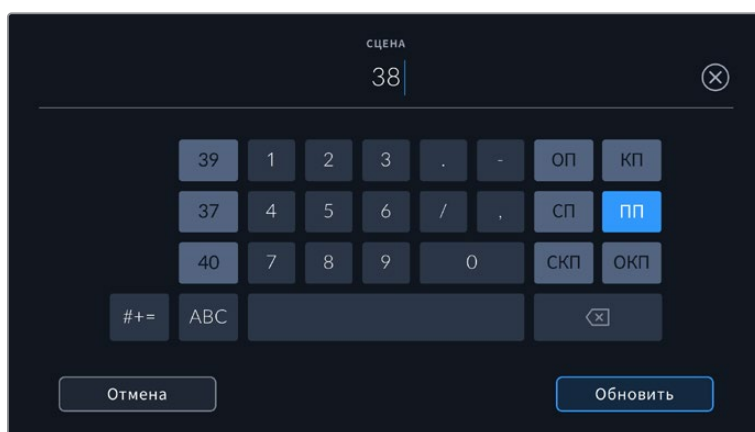 СЦЕНА
38
39 1 2 3 . - ОП КП
37 4 5 6 / , СП ПП
40 7 8 9 0 СКП ОКП
#+= ABC
Отмена Обновить